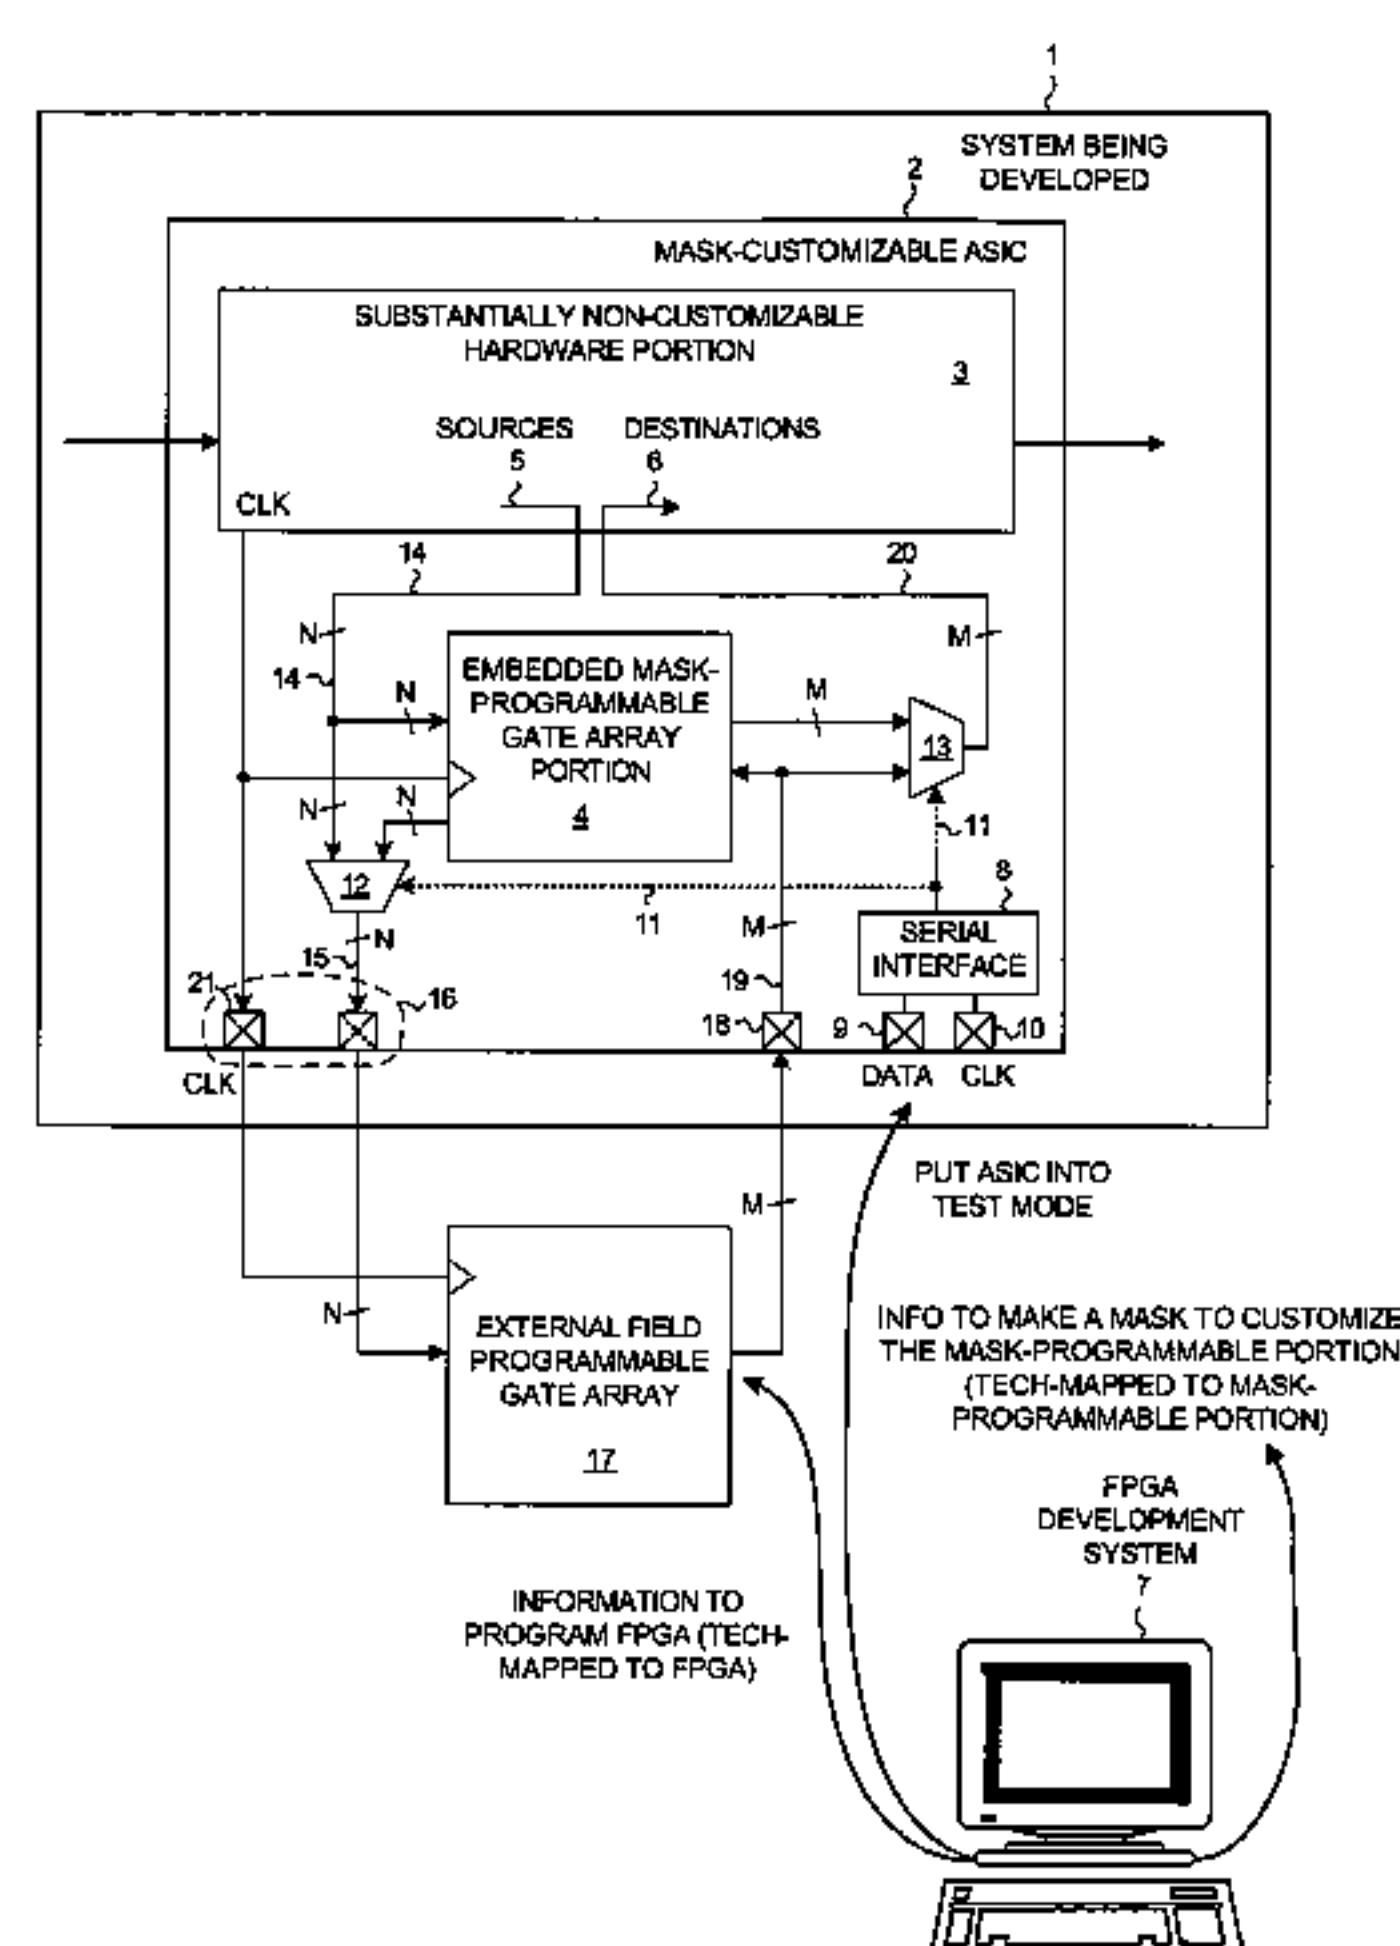 1
SYSTEM BEING
DEVELOPED
2
MASK-CUSTOMIZABLE ASIC
SUBSTANTIALLY NON-CUSTOMIZABLE
HARDWARE PORTION
3
SOURCES
DESTINATIONS
5
6
CLK
14
20
N
M
14
EMBEDDED MASK-
PROGRAMMABLE
GATE ARRAY
PORTION
4
N
M
13
N
N
11
12
8
11
M
SERIAL
INTERFACE
N
15
21
16
19
18
9
10
CLK
DATA
CLK
PUT ASIC INTO
TEST MODE
M
N
EXTERNAL FIELD
PROGRAMMABLE
GATE ARRAY
17
INFO TO MAKE A MASK TO CUSTOMIZE
THE MASK-PROGRAMMABLE PORTION
(TECH-MAPPED TO MASK-
PROGRAMMABLE PORTION)
FPGA
DEVELOPMENT
SYSTEM
7
INFORMATION TO
PROGRAM FPGA (TECH-
MAPPED TO FPGA)